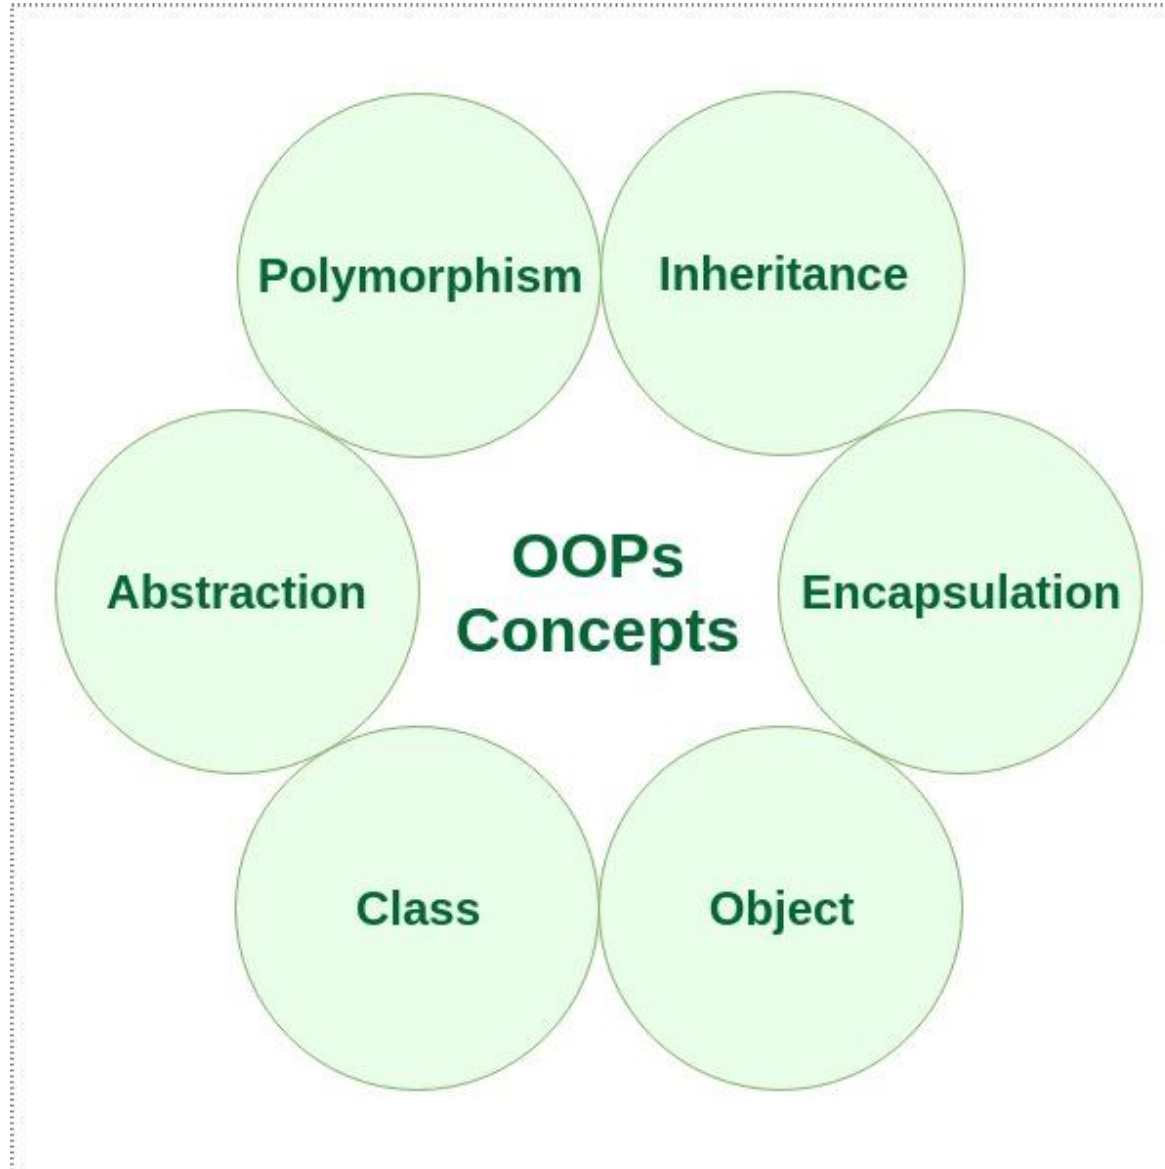 Polymorphism
Inheritance
Abstraction
OOPs
Concepts
Encapsulation
Class
Object